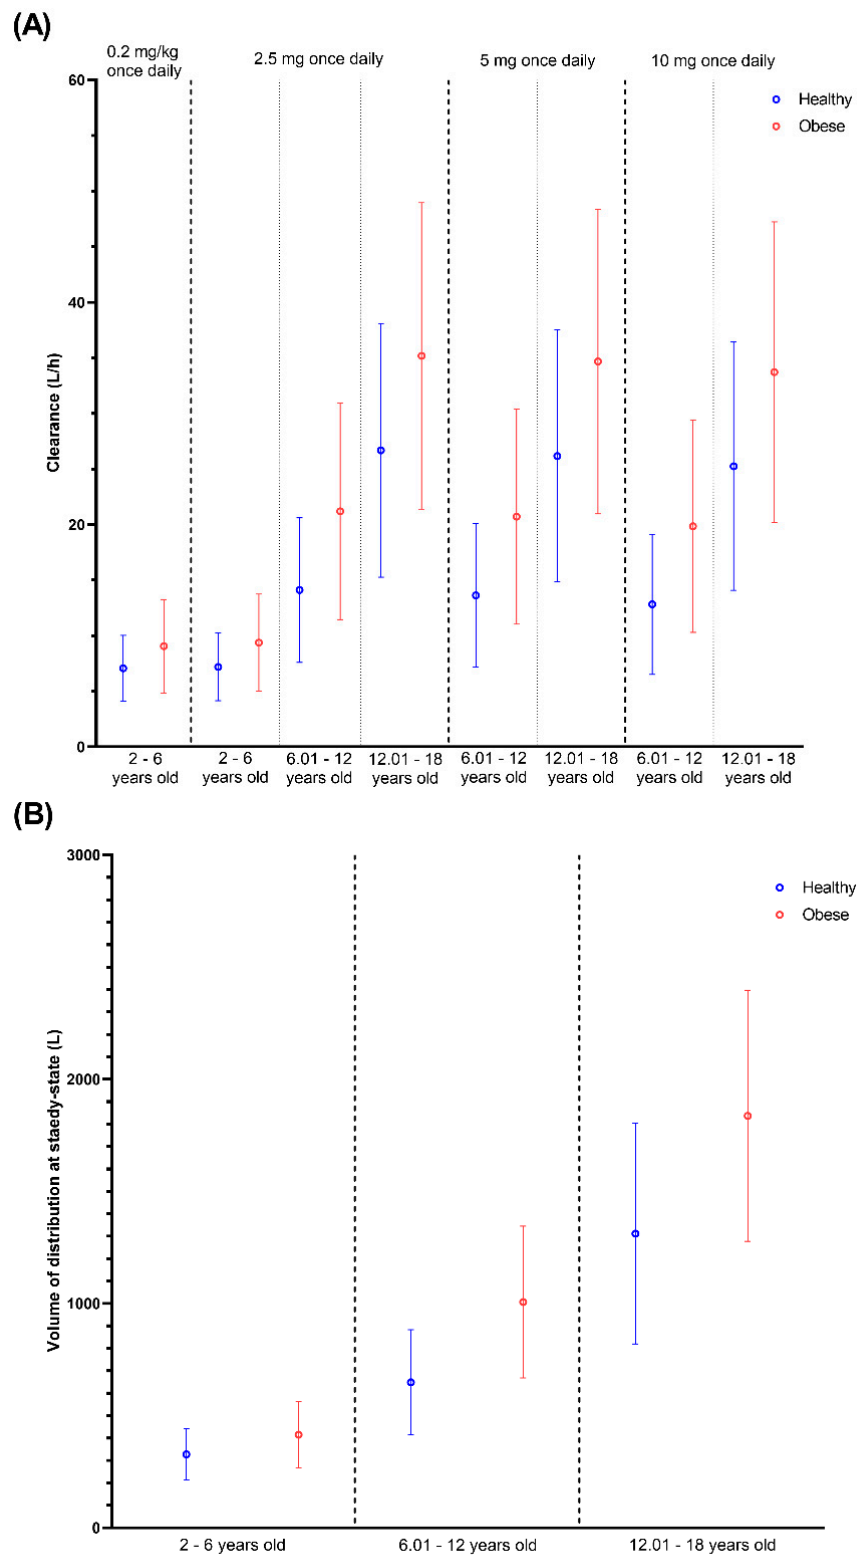 (A)
0.2 mg/kg
once daily
2.5 mg once daily
5 mg once daily
10 mg once daily
Healthy
Obese
60
40
20
0
Clearance (L/h)
2 - 6
years old
2 - 6
years old
6.01 - 12
years old
12.01 - 18
years old
6.01 - 12
years old
12.01 - 18
years old
6.01 - 12
years old
12.01 - 18
years old
(B)
Healthy
Obese
3000
2000
1000
0
Volume of distribution at staedy-state (L)
2 - 6 years old
6.01 - 12 years old
12.01 - 18 years old